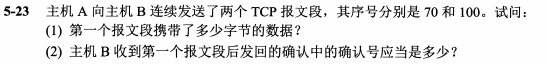 5-23 主机 A 向主机 B 连续发送了两个 TCP 报文段，其序号分别是 70 和 100。试问：
(1) 第一个报文段携带了多少字节的数据？
(2) 主机 B 收到第一个报文段后发回的确认中的确认号应当是多少？